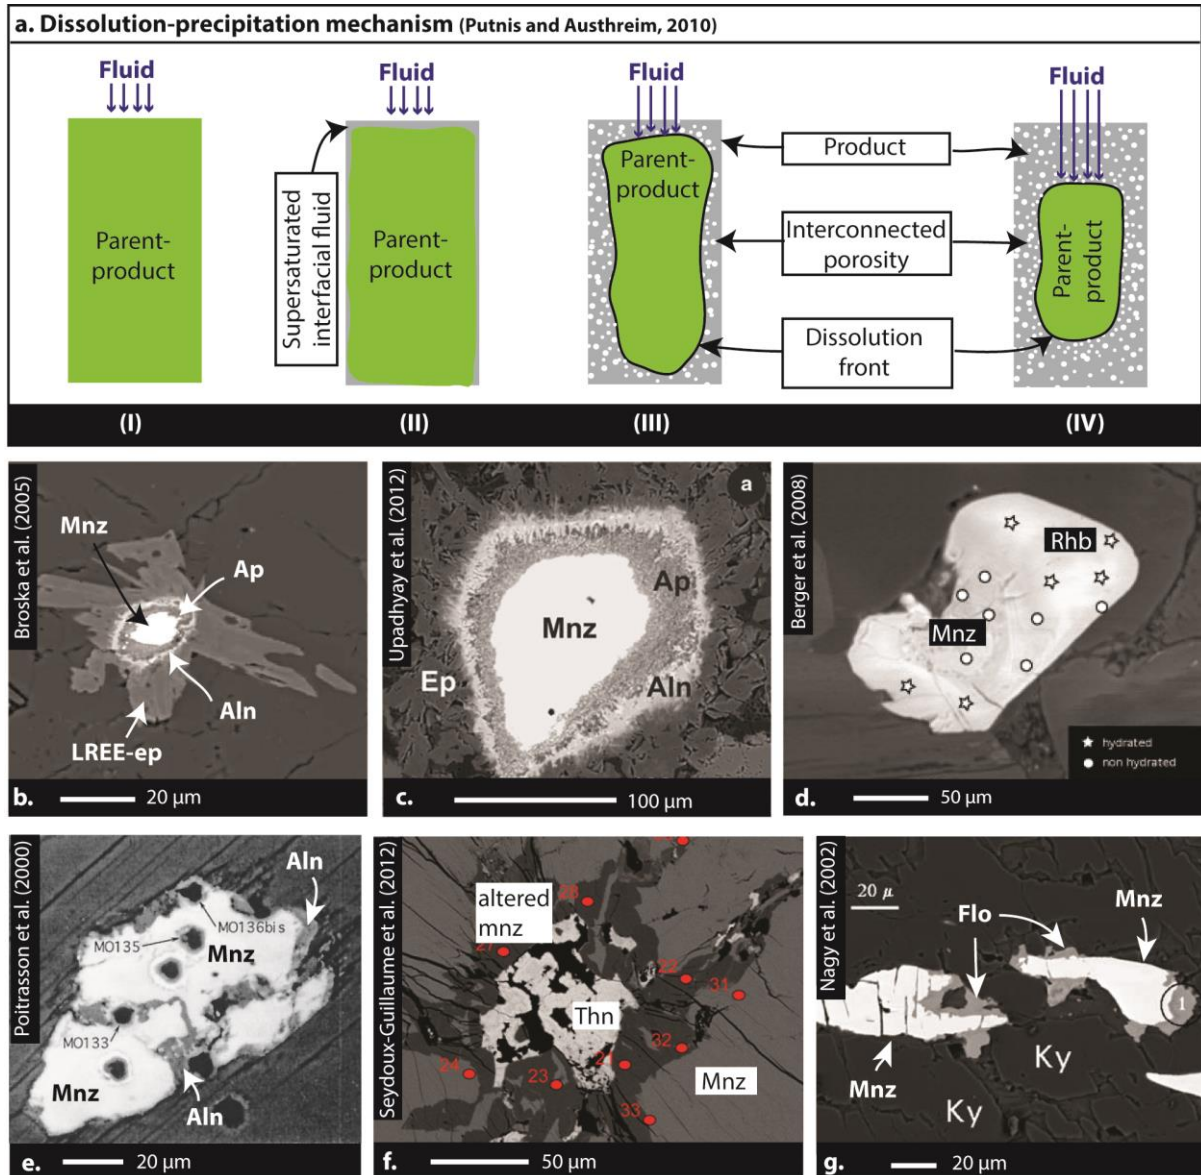 a. Dissolution-precipitation mechanism (Putnis and Austhreim, 2010)
Fluid
Fluid
Fluid
Fluid
Parent-
product
Supersaturated
interfacial fluid
Parent-
product
Parent-
product
Product
Interconnected
porosity
Dissolution
front
Parent-
product
(I)
(II)
(III)
(IV)
Broska et al. (2005)
Mnz
Ap
Aln
LREE-ep
b.
20 µm
Upadhyay et al. (2012)
a
Mnz
Ap
Ep
Aln
c.
100 µm
Berger et al. (2008)
Rhb
Mnz
hydrated
non hydrated
d.
50 µm
Poitrasson et al. (2000)
Aln
MO136bis
MO135
Mnz
MO133
Mnz
Aln
e.
20 µm
Seydoux-Guillaume et al. (2012)
altered
mnz
28
27
22
31
Thn
32
24
23
21
Mnz
33
f.
50 µm
Nagy et al. (2002)
20 µ
Flo
Mnz
1
Ky
Mnz
Ky
g.
20 µm